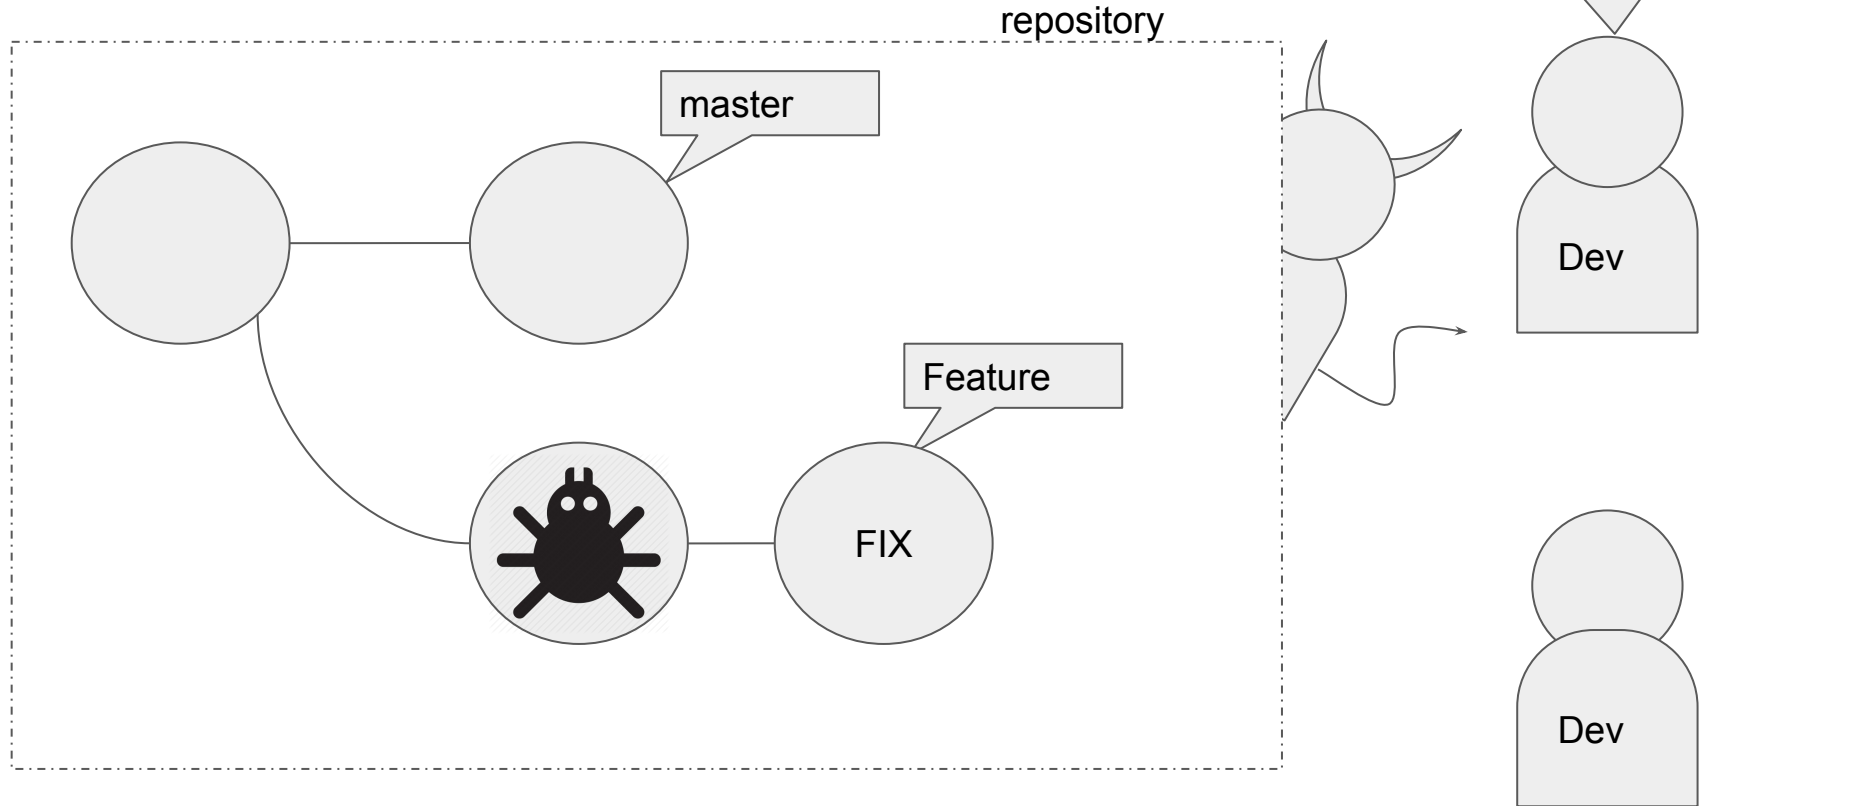 repository
master
Dev
Feature
FIX
Dev